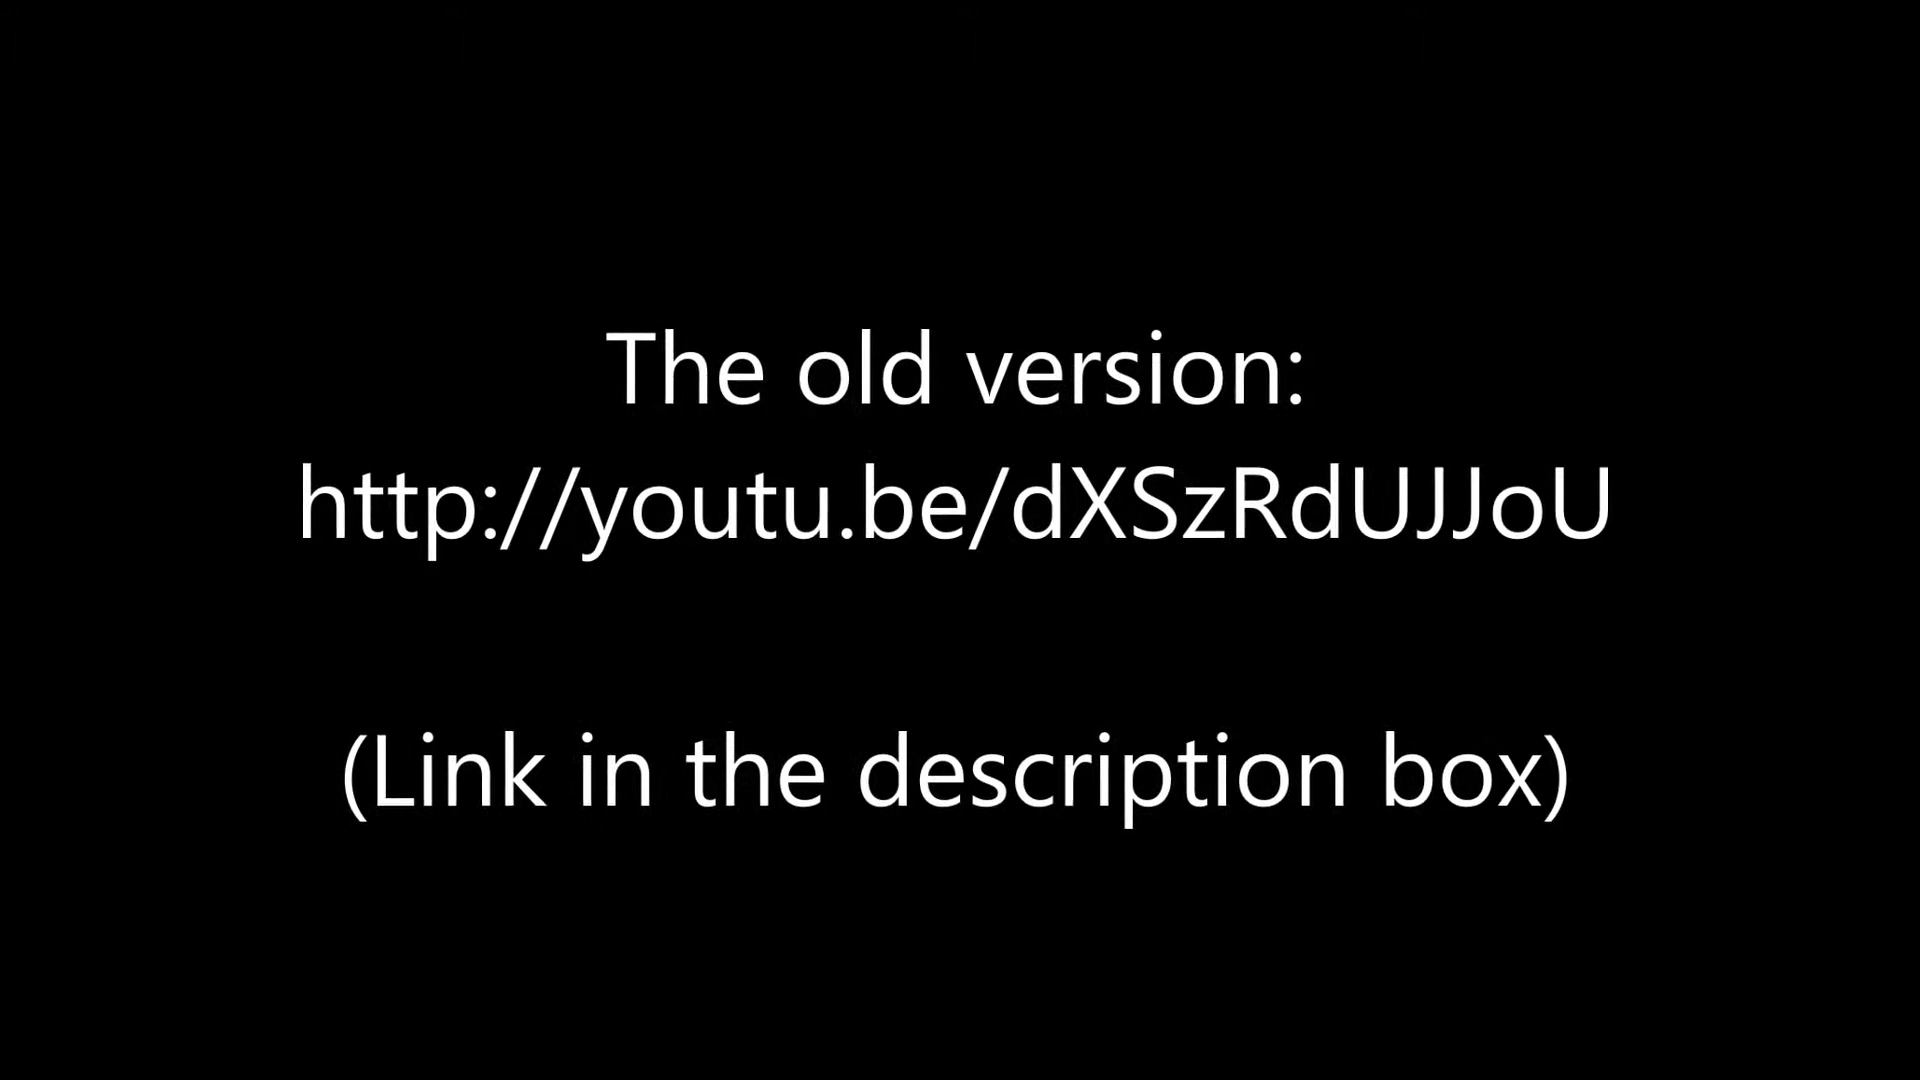 The old version:
http://youtu.be/dXSzRdUJJoU
(Link in the description box)